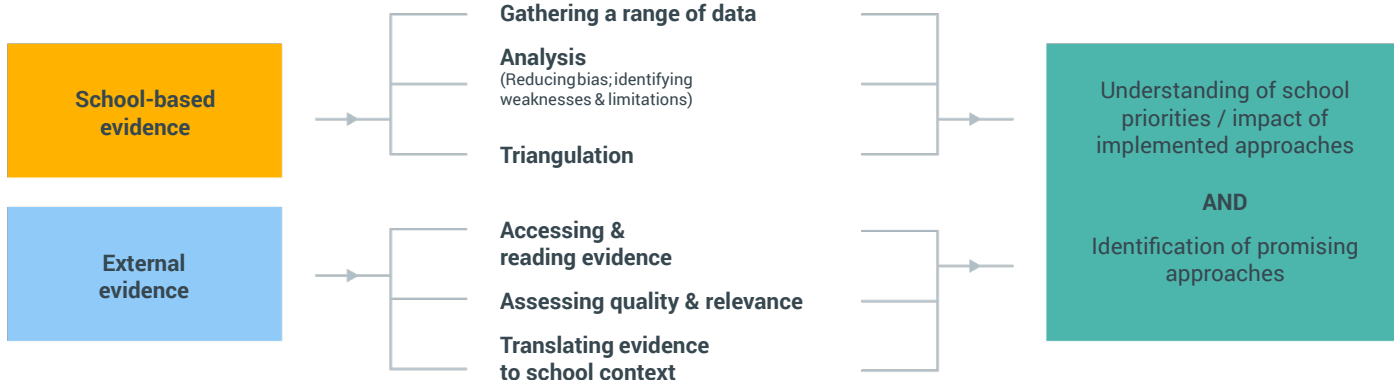 School-based
evidence
Gathering a range of data
Analysis
(Reducing bias; identifying
weaknesses & limitations)
Triangulation
External
evidence
Accessing &
reading evidence
Assessing quality & relevance
Translating evidence
to school context
Understanding of school
priorities / impact of
implemented approaches
AND
Identification of promising
approaches